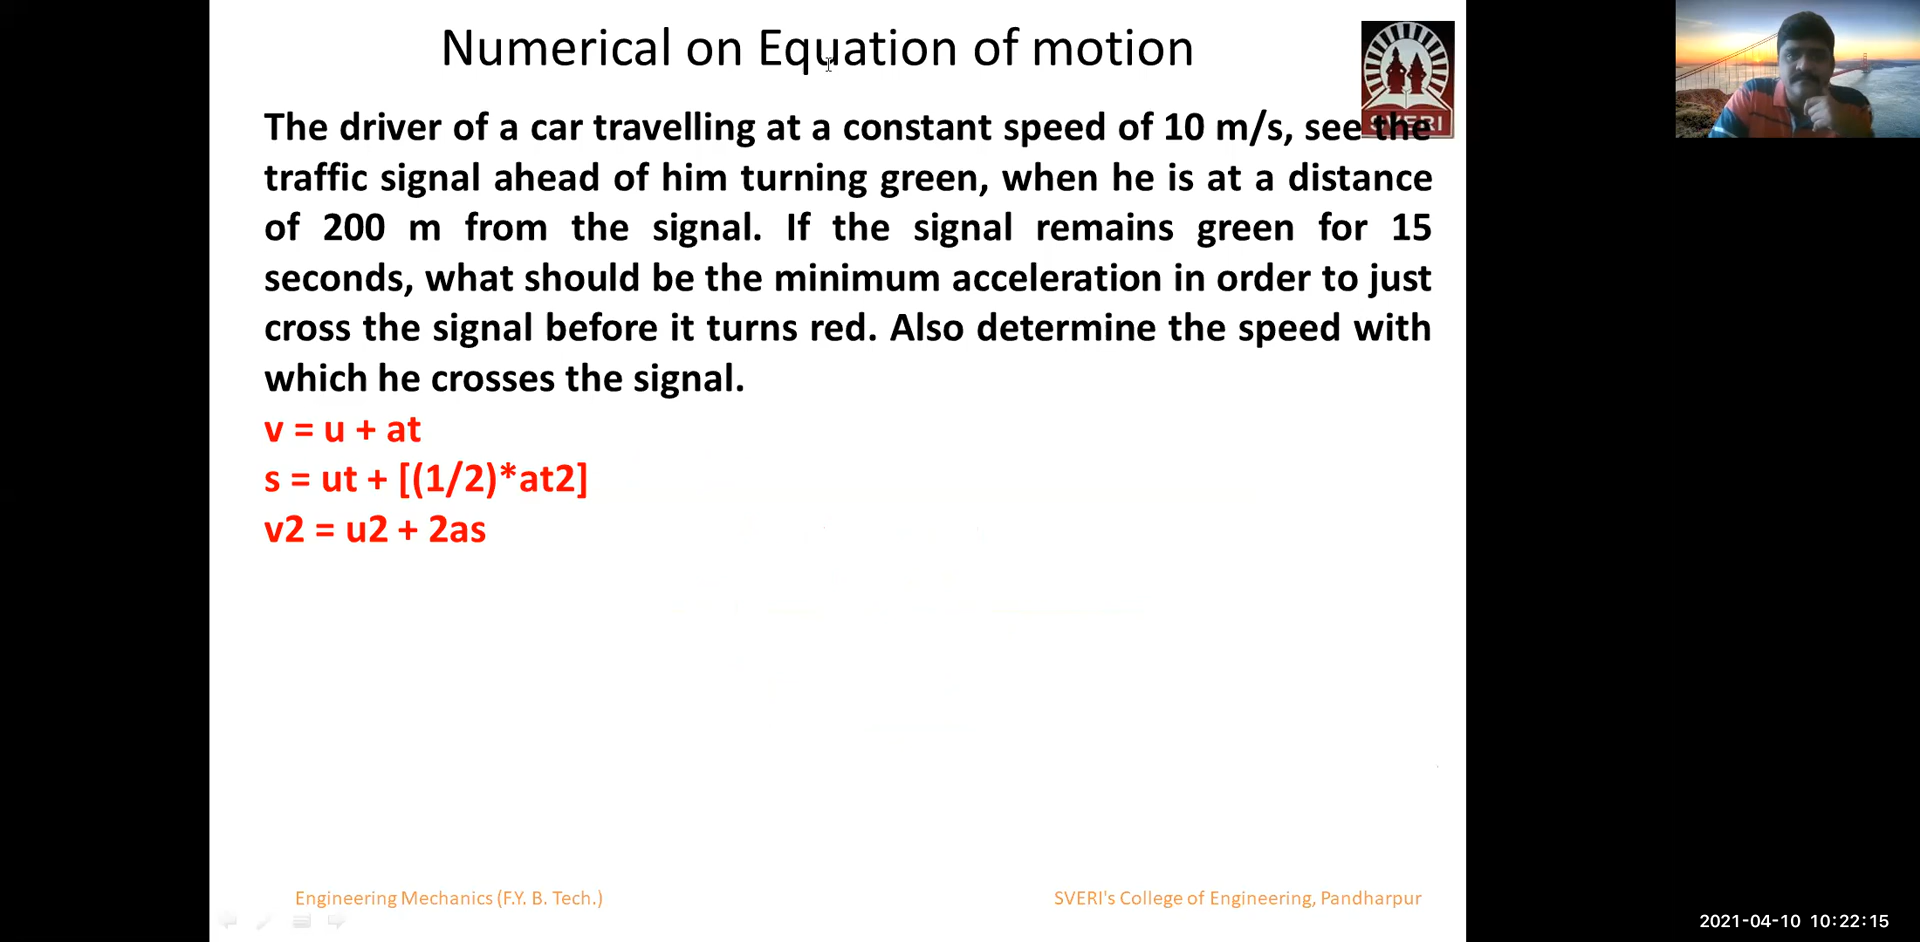 Numerical on Equation of motion
SVERI
The driver of a car travelling at a constant speed of 10 m/s, see the
traffic signal ahead of him turning green, when he is at a distance
of 200 m from the signal. If the signal remains green for 15
seconds, what should be the minimum acceleration in order to just
cross the signal before it turns red. Also determine the speed with
which he crosses the signal.
v = u + at
s = ut + [(1/2)*at2]
v2 = u2 + 2as
Engineering Mechanics (F.Y. B. Tech.)
SVERI's College of Engineering, Pandharpur
2021-04-10 10:22:15